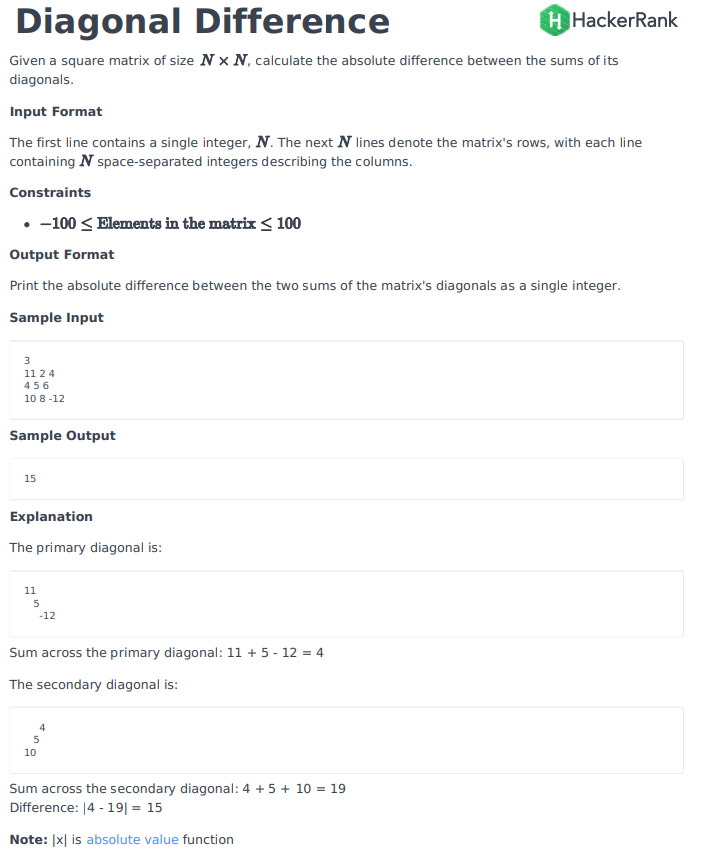 Diagonal Difference
HackerRank
Given a square matrix of size N × N, calculate the absolute difference between the sums of its
diagonals.
Input Format
The first line contains a single integer, N. The next N lines denote the matrix's rows, with each line
containing N space-separated integers describing the columns.
Constraints
• −100 ≤ Elements in the matrix ≤ 100
Output Format
Print the absolute difference between the two sums of the matrix's diagonals as a single integer.
Sample Input
3
11 2 4
4 5 6
10 8 -12
Sample Output
15
Explanation
The primary diagonal is:
11
5
-12
Sum across the primary diagonal: 11 + 5 - 12 = 4
The secondary diagonal is:
4
5
10
Sum across the secondary diagonal: 4 + 5 + 10 = 19
Difference: |4 - 19| = 15
Note: |x| is absolute value function